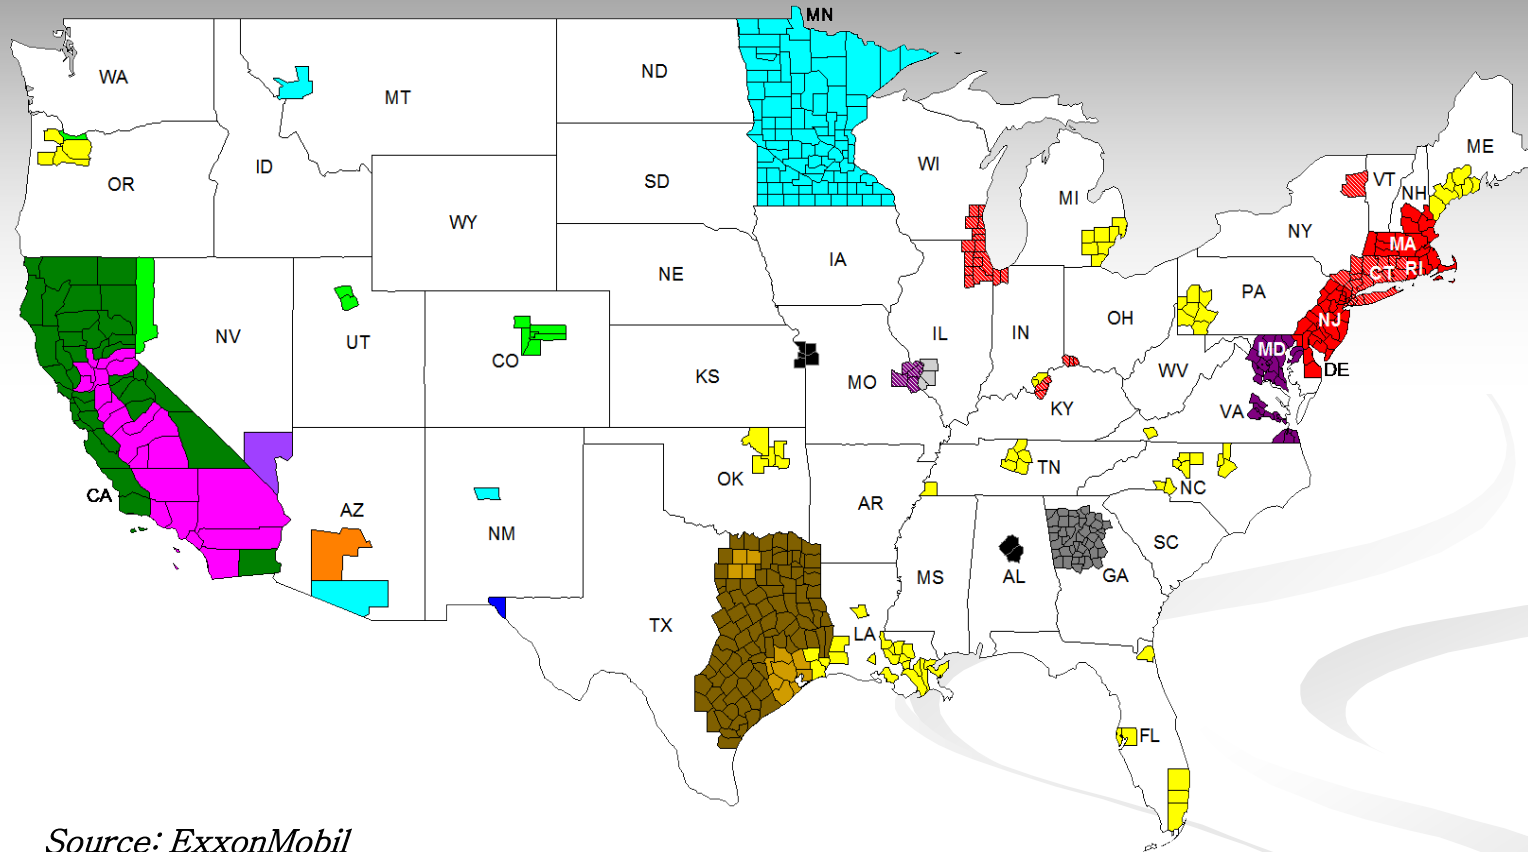 MN
WA
MT
ND
OR
ID
SD
WI
MI
ME
VT
NH
WY
NY
MA
CT
RI
NE
IA
PA
NV
UT
CO
IL
IN
OH
NJ
KS
MO
MD
DE
WV
KY
VA
CA
AZ
NM
OK
AR
TN
NC
SC
TX
LA
MS
AL
GA
FL
Source: ExxonMobil